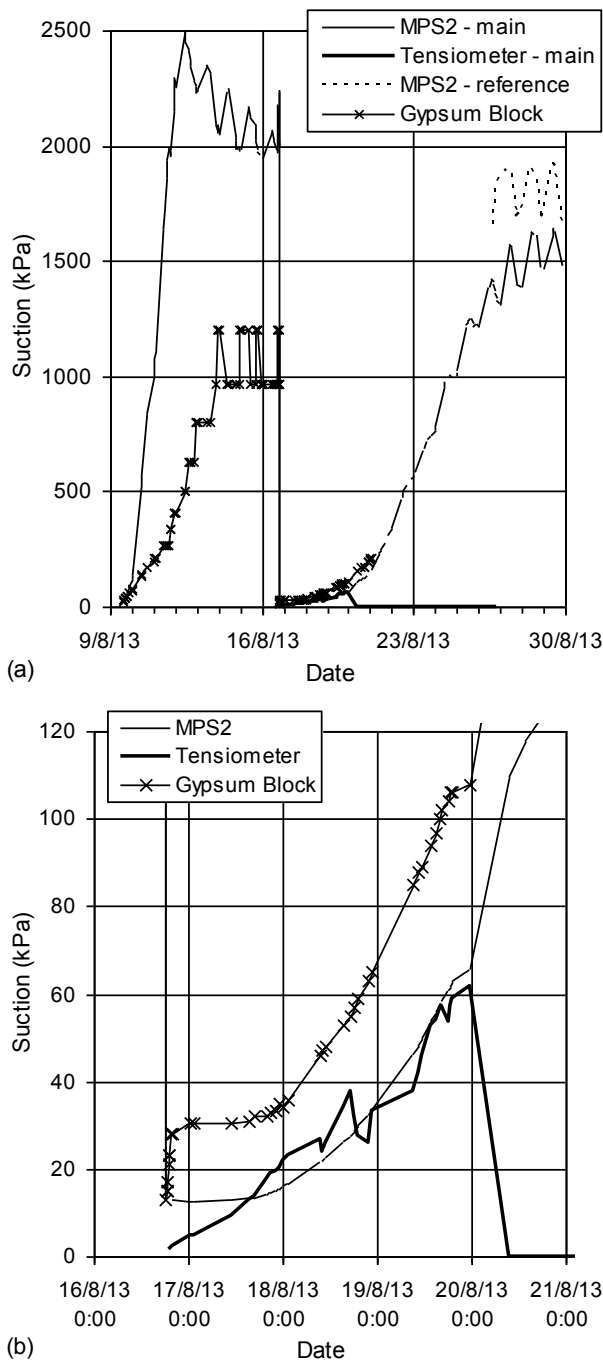 2500
2000
1500
1000
500
0
Suction (kPa)
MPS2 - main
Tensiometer - main
MPS2 - reference
Gypsum Block
9/8/13 16/8/13 23/8/13 30/8/13
Date
(a)
120
100
80
60
40
20
0
Suction (kPa)
MPS2
Tensiometer
Gypsum Block
16/8/13 17/8/13 18/8/13 19/8/13 20/8/13 21/8/13
0:00 0:00 0:00 0:00 0:00 0:00
Date
(b)